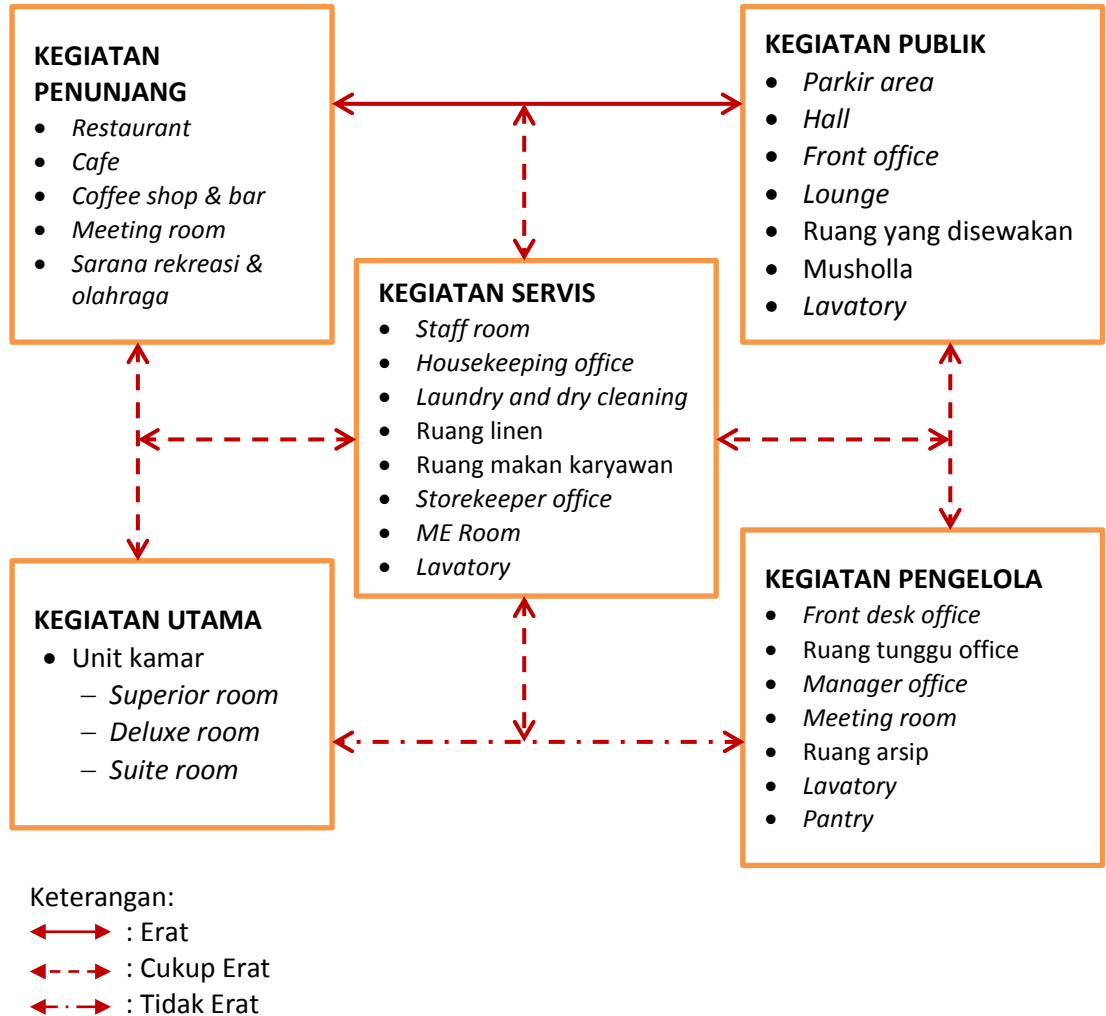 KEGIATAN
PENUNJANG
• Restaurant
• Cafe
• Coffee shop & bar
• Meeting room
• Sarana rekreasi &
olahraga
KEGIATAN PUBLIK
• Parkir area
• Hall
• Front office
• Lounge
• Ruang yang disewakan
• Musholla
• Lavatory
KEGIATAN SERVIS
• Staff room
• Housekeeping office
• Laundry and dry cleaning
• Ruang linen
• Ruang makan karyawan
• Storekeeper office
• ME Room
• Lavatory
KEGIATAN UTAMA
• Unit kamar
– Superior room
– Deluxe room
– Suite room
KEGIATAN PENGELOLA
• Front desk office
• Ruang tunggu office
• Manager office
• Meeting room
• Ruang arsip
• Lavatory
• Pantry
Keterangan:
: Erat
: Cukup Erat
: Tidak Erat